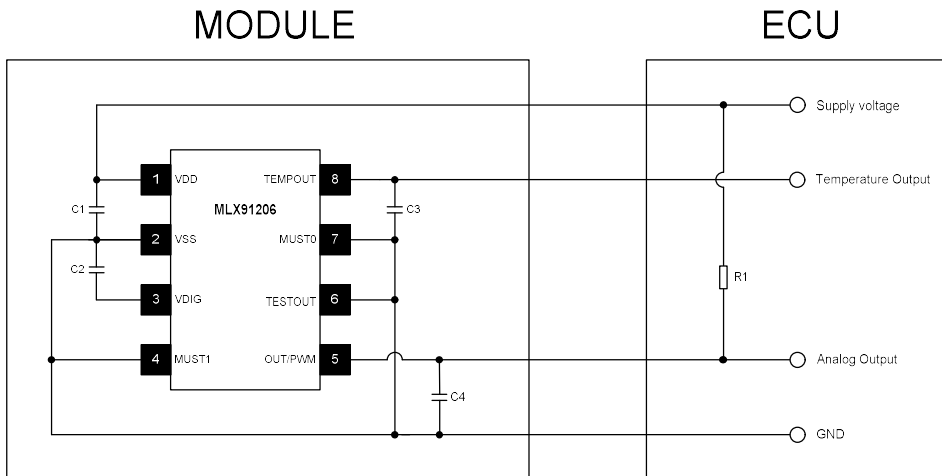 MODULE
ECU
Supply voltage
1 VDD TEMPOUT 8
Temperature Output
MLX91206
C1
C3
2 VSS MUST0 7
C2
R1
3 VDIG TESTOUT 6
4 MUST1 OUT/PWM 5
Analog Output
C4
GND